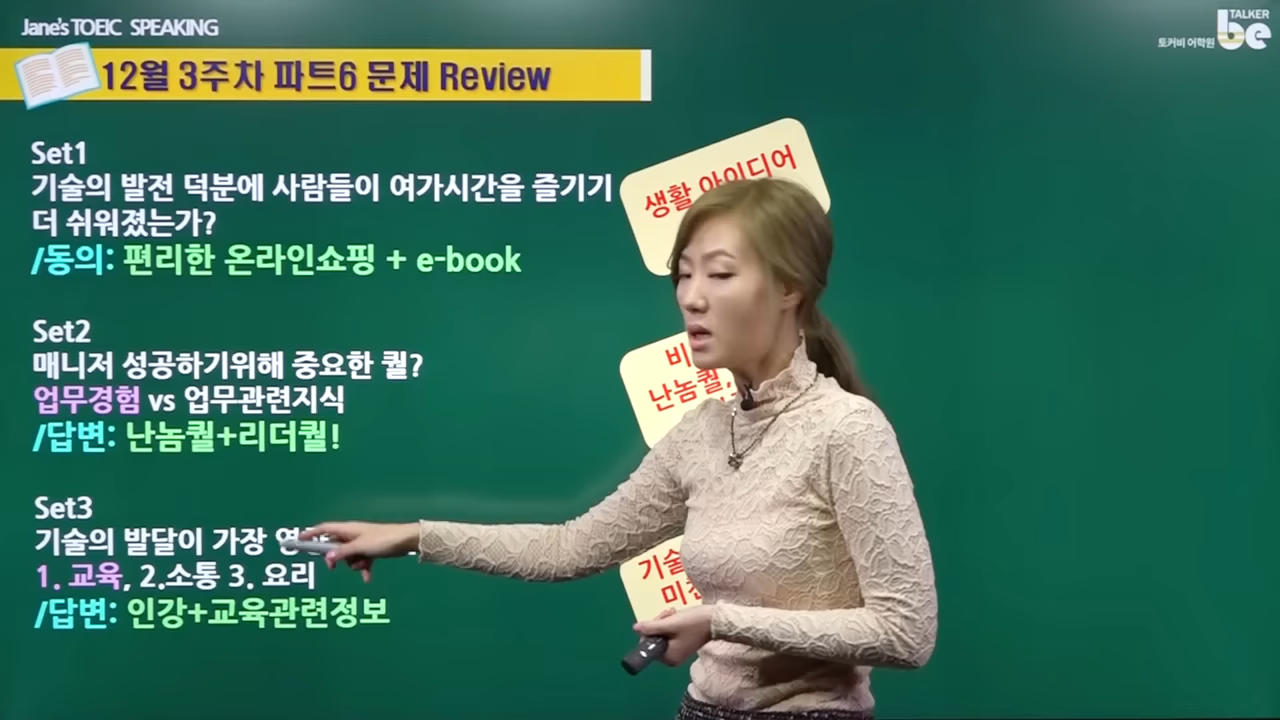 Jane's TOEIC SPEAKING
TALKER
be
토커비 어학원
12월 3주차 파트6 문제 Review
Set1
기술의 발전 덕분에 사람들이 여가시간을 즐기기
더 쉬워졌는가?
/동의: 편리한 온라인쇼핑 + e-book
생활 아이디어
Set2
매니저 성공하기위해 중요한 퀄?
업무경험 vs 업무관련지식
/답변: 난놈퀄+리더퀄!
난놈퀄,
Set3
기술의 발달이 가장
1. 교육, 2.소통 3. 요리
/답변: 인강+교육관련정보